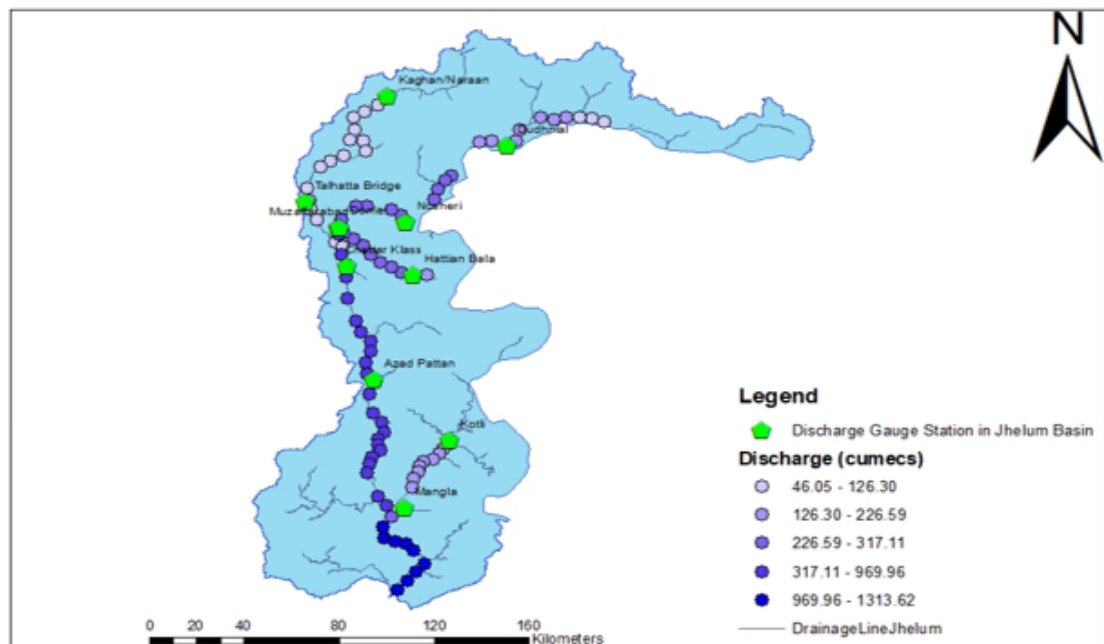 N
Kaghan/Naraan
Dudhnial
Talhatta Bridge
Nosheri
Muzaffarabad
Klass
Hattian Bala
Azad Pattan
Kotli
Mangla
Legend
Discharge Gauge Station in Jhelum Basin
Discharge (cumecs)
46.05 - 126.30
126.30 - 226.59
226.59 - 317.11
317.11 - 969.96
969.96 - 1313.62
DrainageLineJhelum
0 20 40 80 120 160
Kilometers